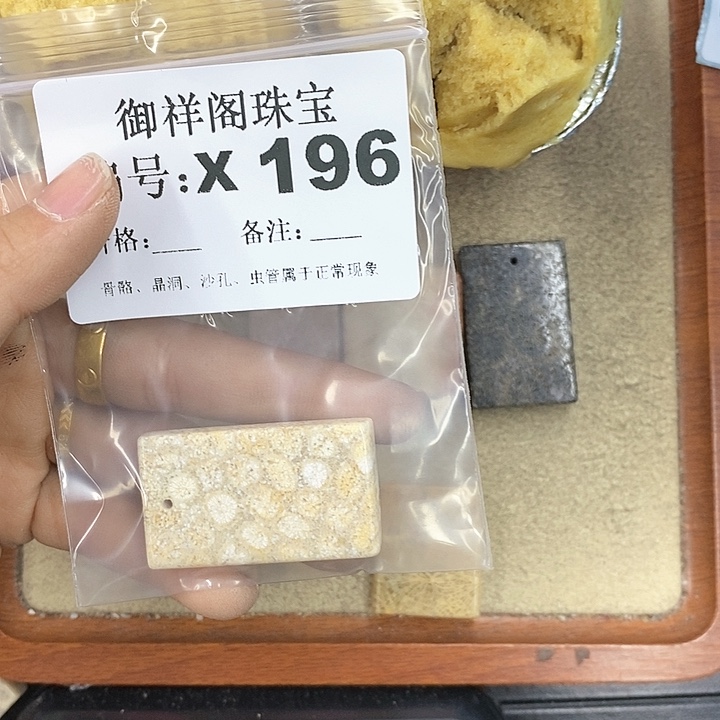 御祥阁珠宝
号:X 196
格:____ 备注:____
骨骼、晶洞、沙孔、虫管属于正常现象